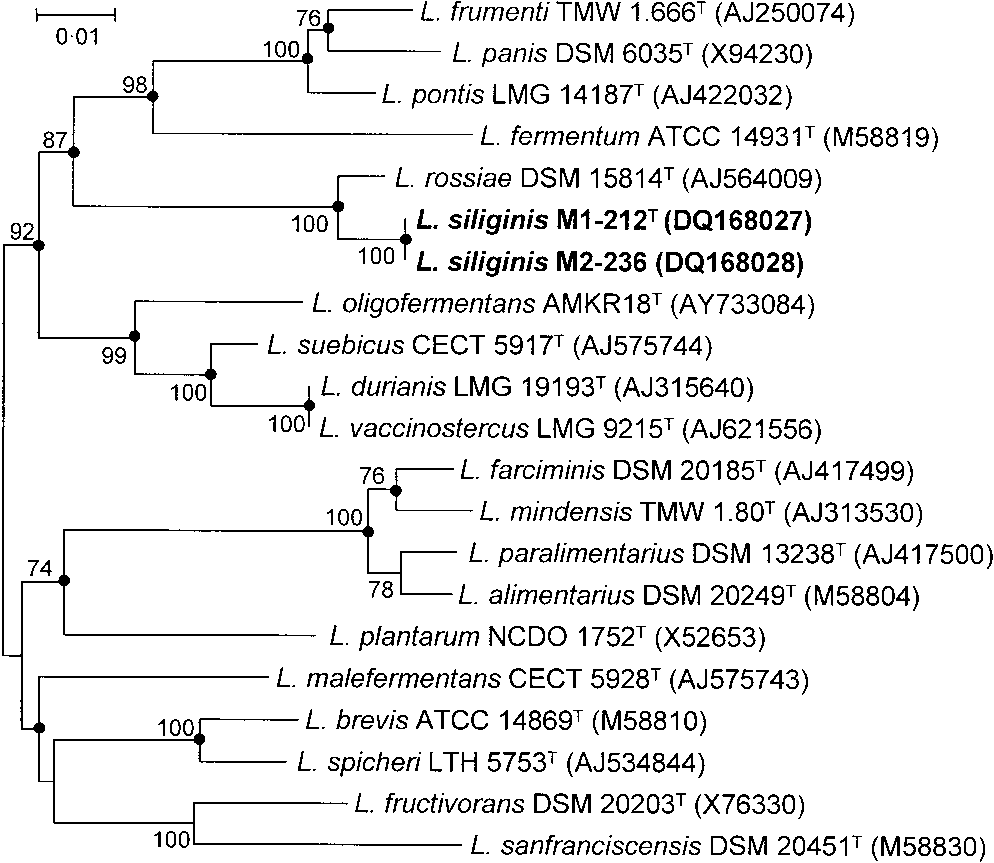 76
L. frumenti TMW 1.666ᵀ (AJ250074)
0·01
100
L. panis DSM 6035ᵀ (X94230)
98
L. pontis LMG 14187ᵀ (AJ422032)
87
L. fermentum ATCC 14931ᵀ (M58819)
L. rossiae DSM 15814ᵀ (AJ564009)
100
L. siliginis M1-212ᵀ (DQ168027)
92
100
L. siliginis M2-236 (DQ168028)
L. oligofermentans AMKR18ᵀ (AY733084)
99
L. suebicus CECT 5917ᵀ (AJ575744)
100
L. durianis LMG 19193ᵀ (AJ315640)
100
L. vaccinostercus LMG 9215ᵀ (AJ621556)
76
L. farciminis DSM 20185ᵀ (AJ417499)
100
L. mindensis TMW 1.80ᵀ (AJ313530)
L. paralimentarius DSM 13238ᵀ (AJ417500)
74
78
L. alimentarius DSM 20249ᵀ (M58804)
L. plantarum NCDO 1752ᵀ (X52653)
L. malefermentans CECT 5928ᵀ (AJ575743)
100
L. brevis ATCC 14869ᵀ (M58810)
L. spicheri LTH 5753ᵀ (AJ534844)
L. fructivorans DSM 20203ᵀ (X76330)
100
L. sanfranciscensis DSM 20451ᵀ (M58830)